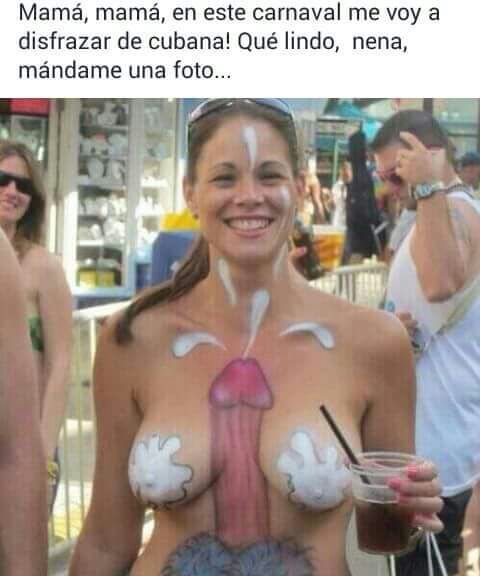 Mamá, mamá, en este carnaval me voy a
disfrazar de cubana! Qué lindo,  nena,
mándame una foto...